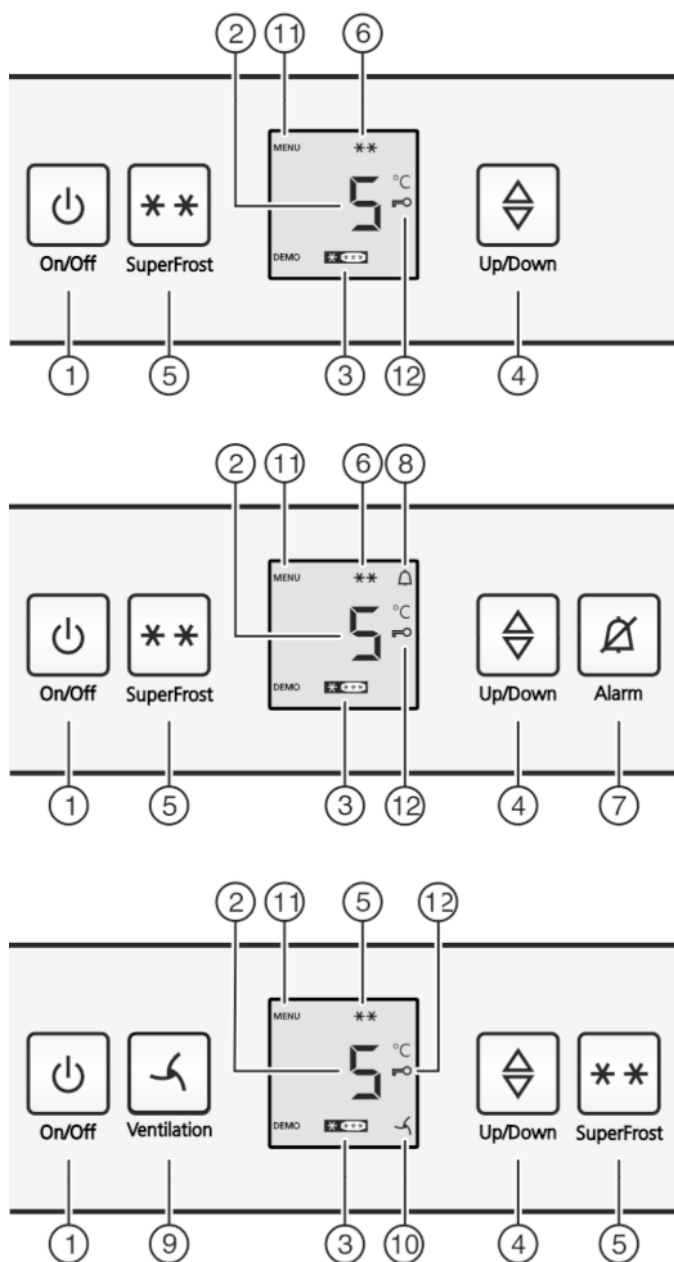 2 11 6
MENU
5 °C
On/Off SuperFrost DEMO Up/Down
1 5 3 12 4
2 11 6 8
MENU
5 °C
On/Off SuperFrost DEMO Up/Down Alarm
1 5 3 12 4 7
2 11 5 12
MENU
5 °C
On/Off Ventilation DEMO Up/Down SuperFrost
1 9 3 10 4 5